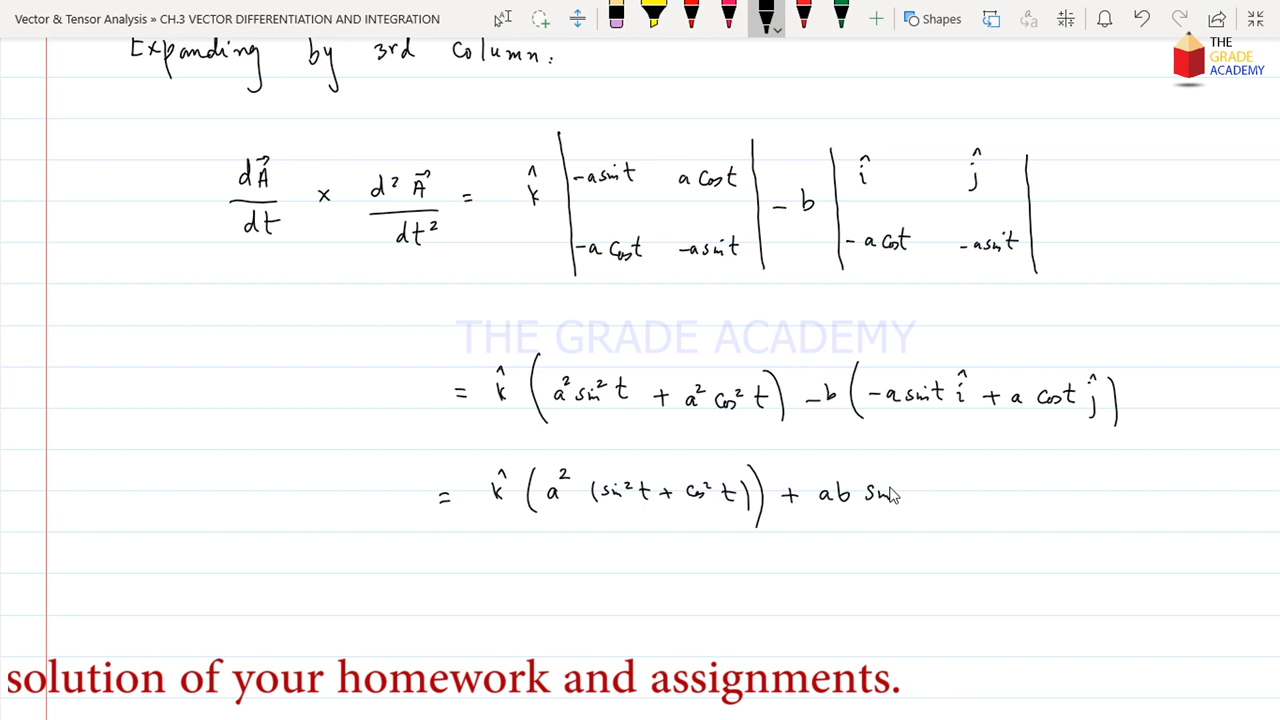 Vector & Tensor Analysis » CH.3 VECTOR DIFFERENTIATION AND INTEGRATION
Shapes
THE GRADE ACADEMY
Expanding by 3rd column.
dA⃗/dt × d²A⃗/dt² = k̂ |-a sin t  a cos t; -a cos t  -a sin t| - b |î  ĵ; -a cos t  -a sin t|
THE GRADE ACADEMY
= k̂ (a² sin² t + a² cos² t) - b (-a sin t î + a cos t ĵ)
= k̂ (a² (sin² t + cos² t)) + ab sin
solution of your homework and assignments.